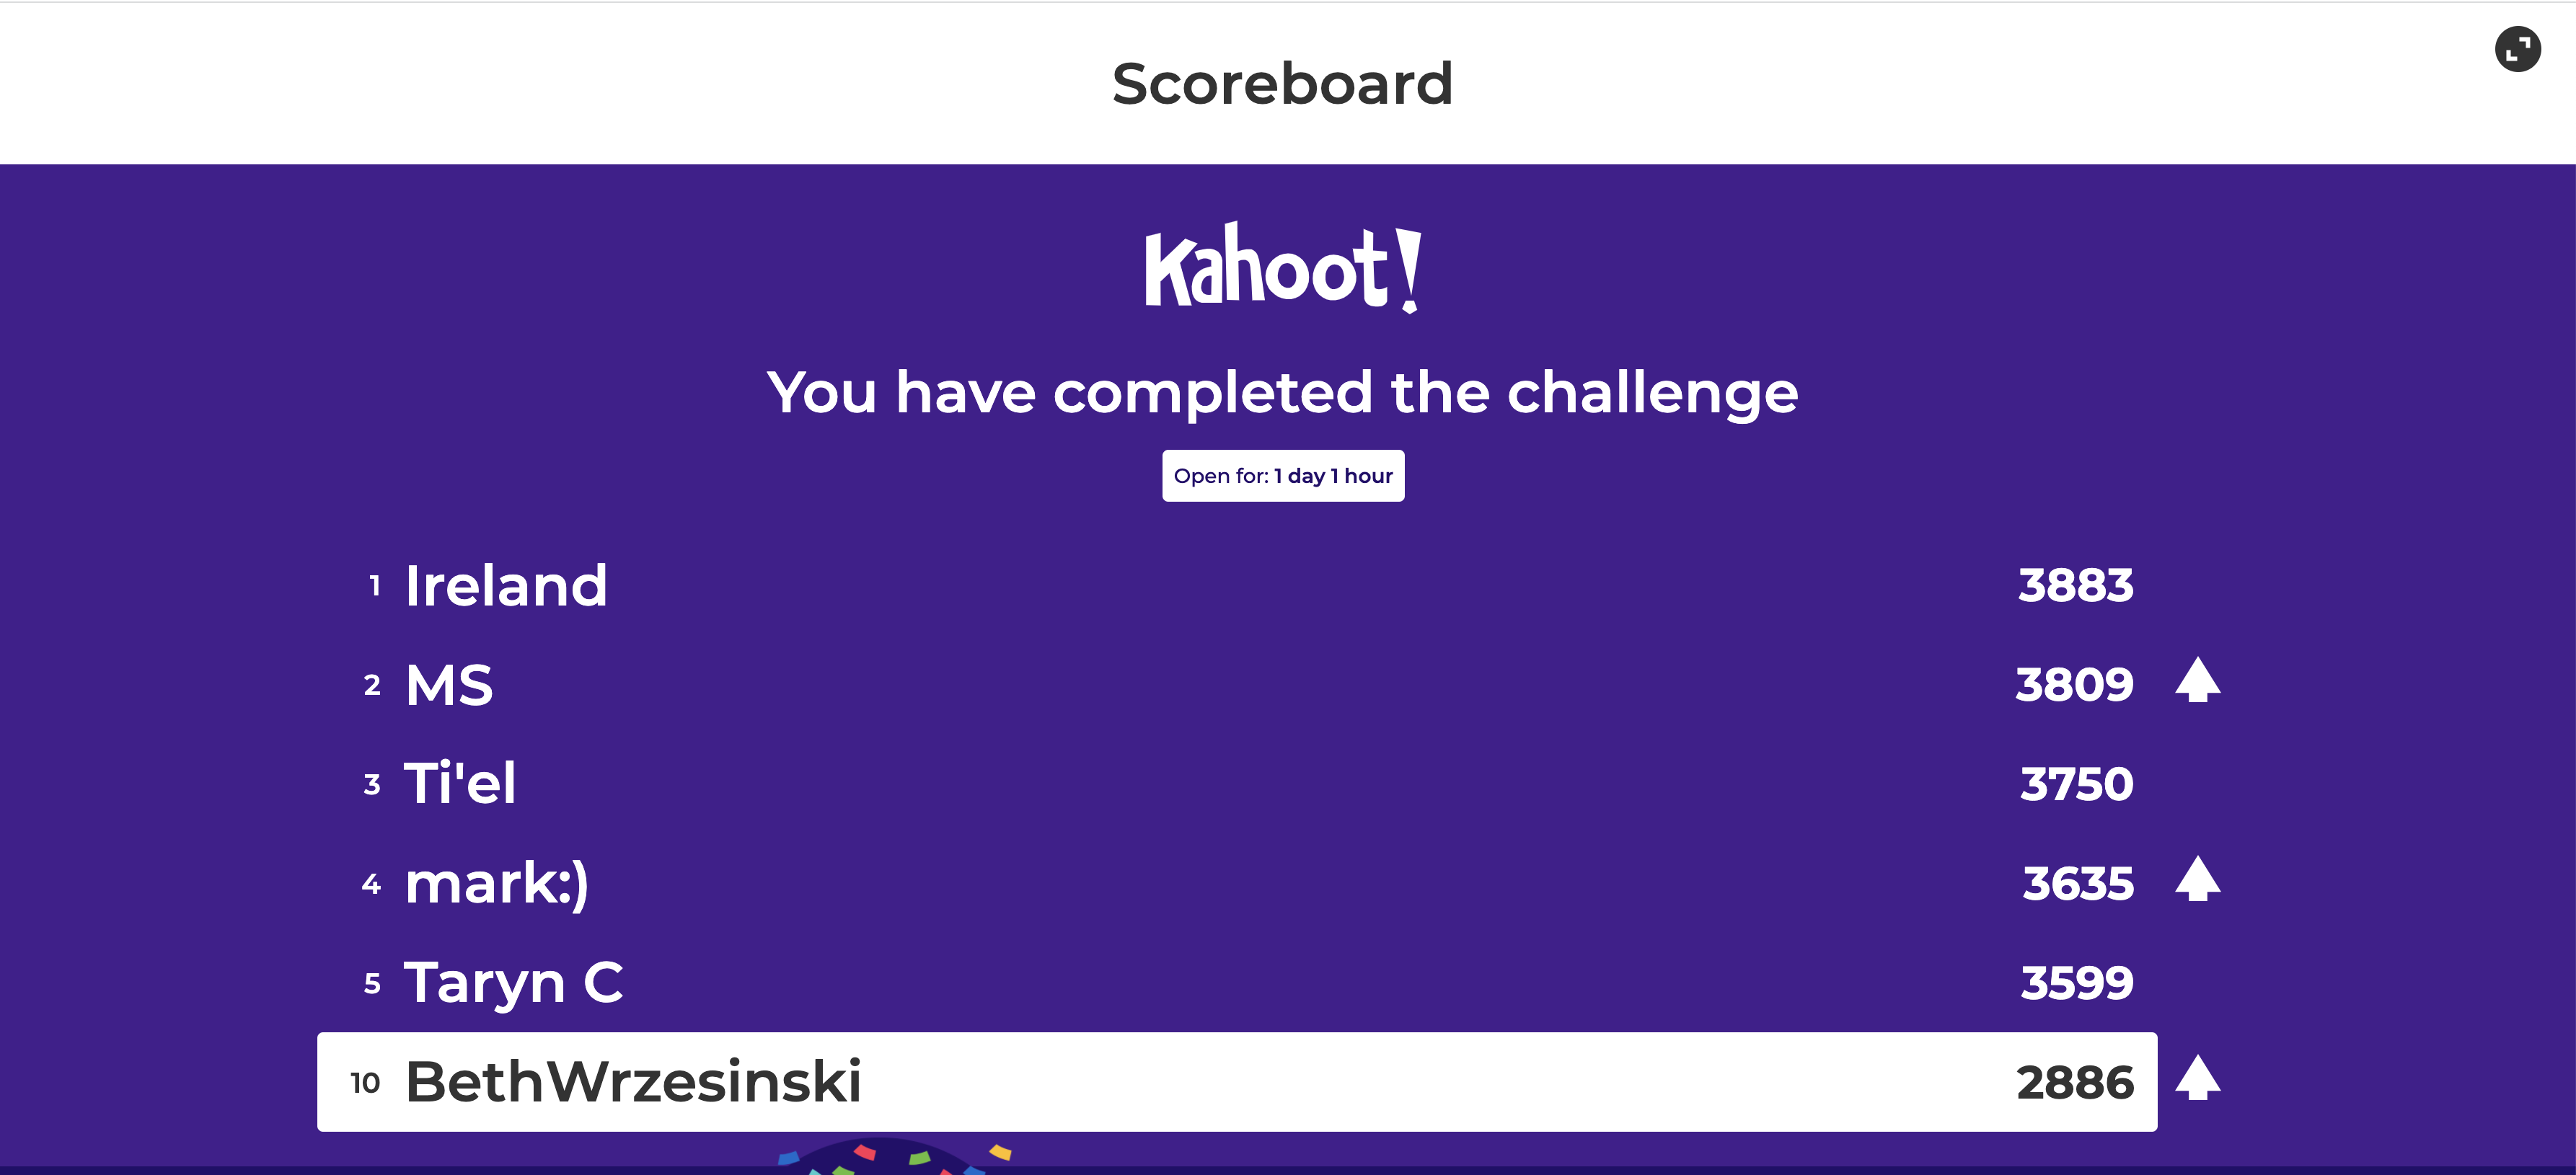 Scoreboard
Kahoot!
You have completed the challenge
Open for: 1 day 1 hour
1 Ireland 3883
2 MS 3809
3 Ti'el 3750
4 mark:) 3635
5 Taryn C 3599
10 BethWrzesinski 2886